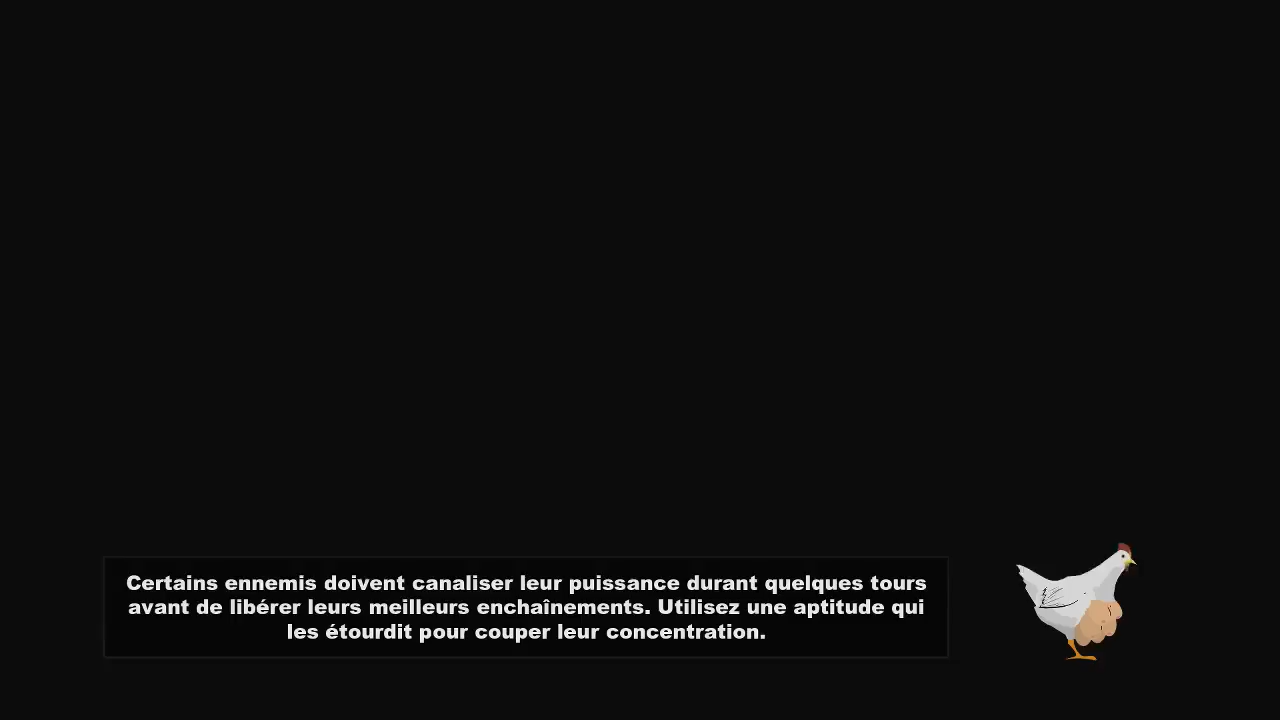 Certains ennemis doivent canaliser leur puissance durant quelques tours
avant de libérer leurs meilleurs enchaînements. Utilisez une aptitude qui
les étourdit pour couper leur concentration.